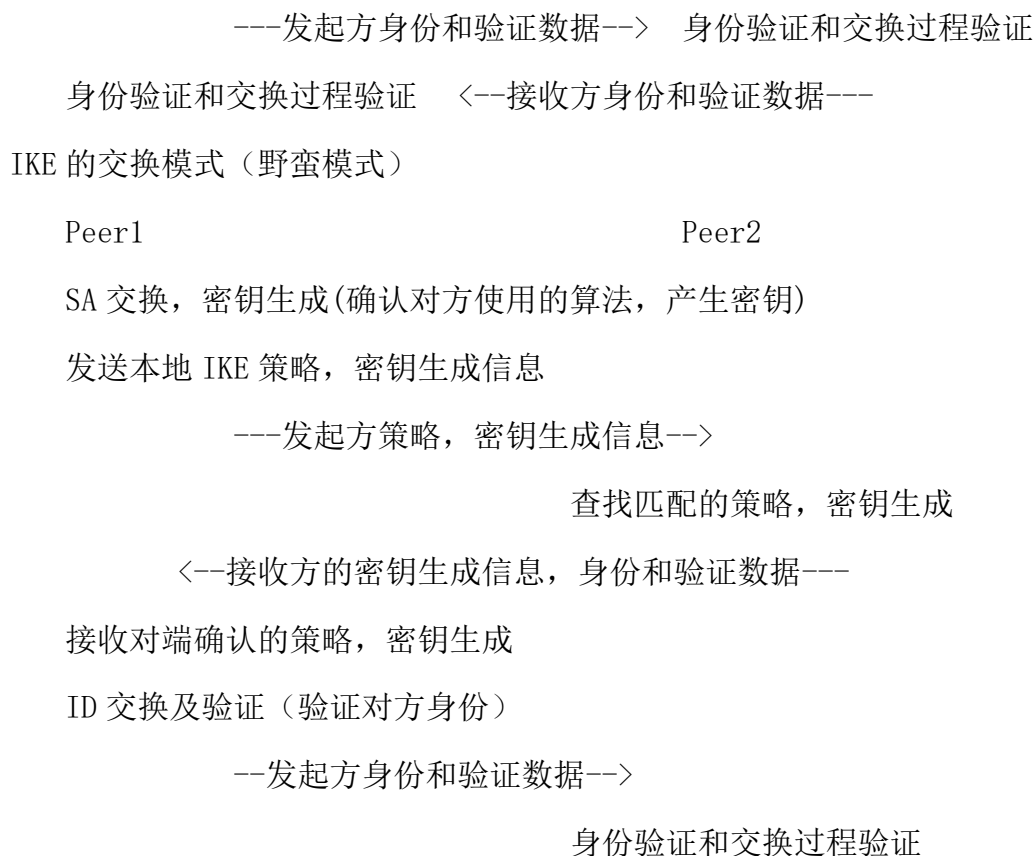 ---发起方身份和验证数据--> 身份验证和交换过程验证
身份验证和交换过程验证 <--接收方身份和验证数据---
IKE 的交换模式（野蛮模式）
Peer1 Peer2
SA 交换，密钥生成(确认对方使用的算法，产生密钥)
发送本地 IKE 策略，密钥生成信息
---发起方策略，密钥生成信息-->
查找匹配的策略，密钥生成
<--接收方的密钥生成信息，身份和验证数据---
接收对端确认的策略，密钥生成
ID 交换及验证（验证对方身份）
--发起方身份和验证数据-->
身份验证和交换过程验证